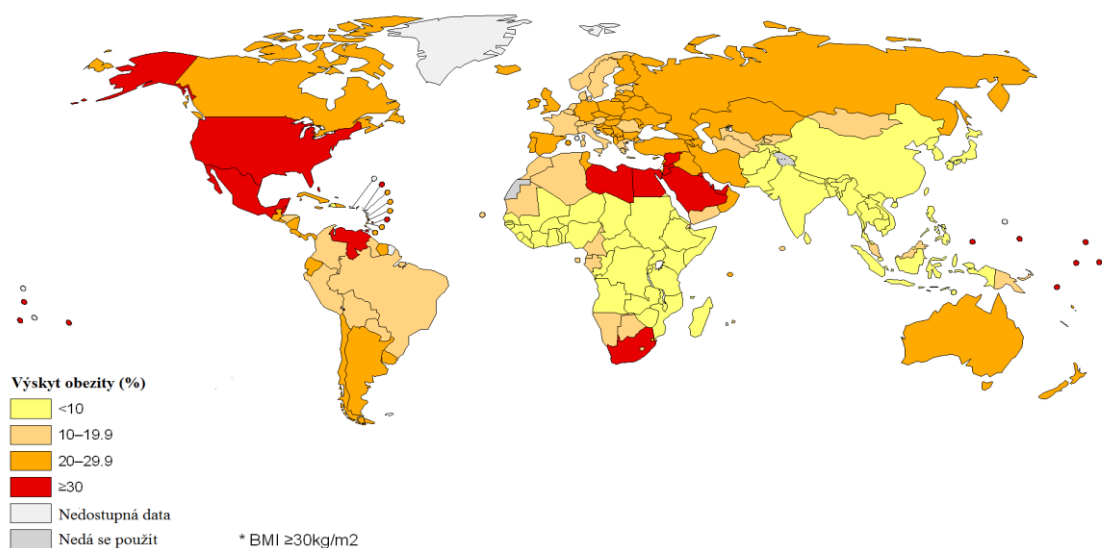 Výskyt obezity (%)
<10
10–19.9
20–29.9
≥30
Nedostupná data
Nedá se použít
* BMI ≥30kg/m2